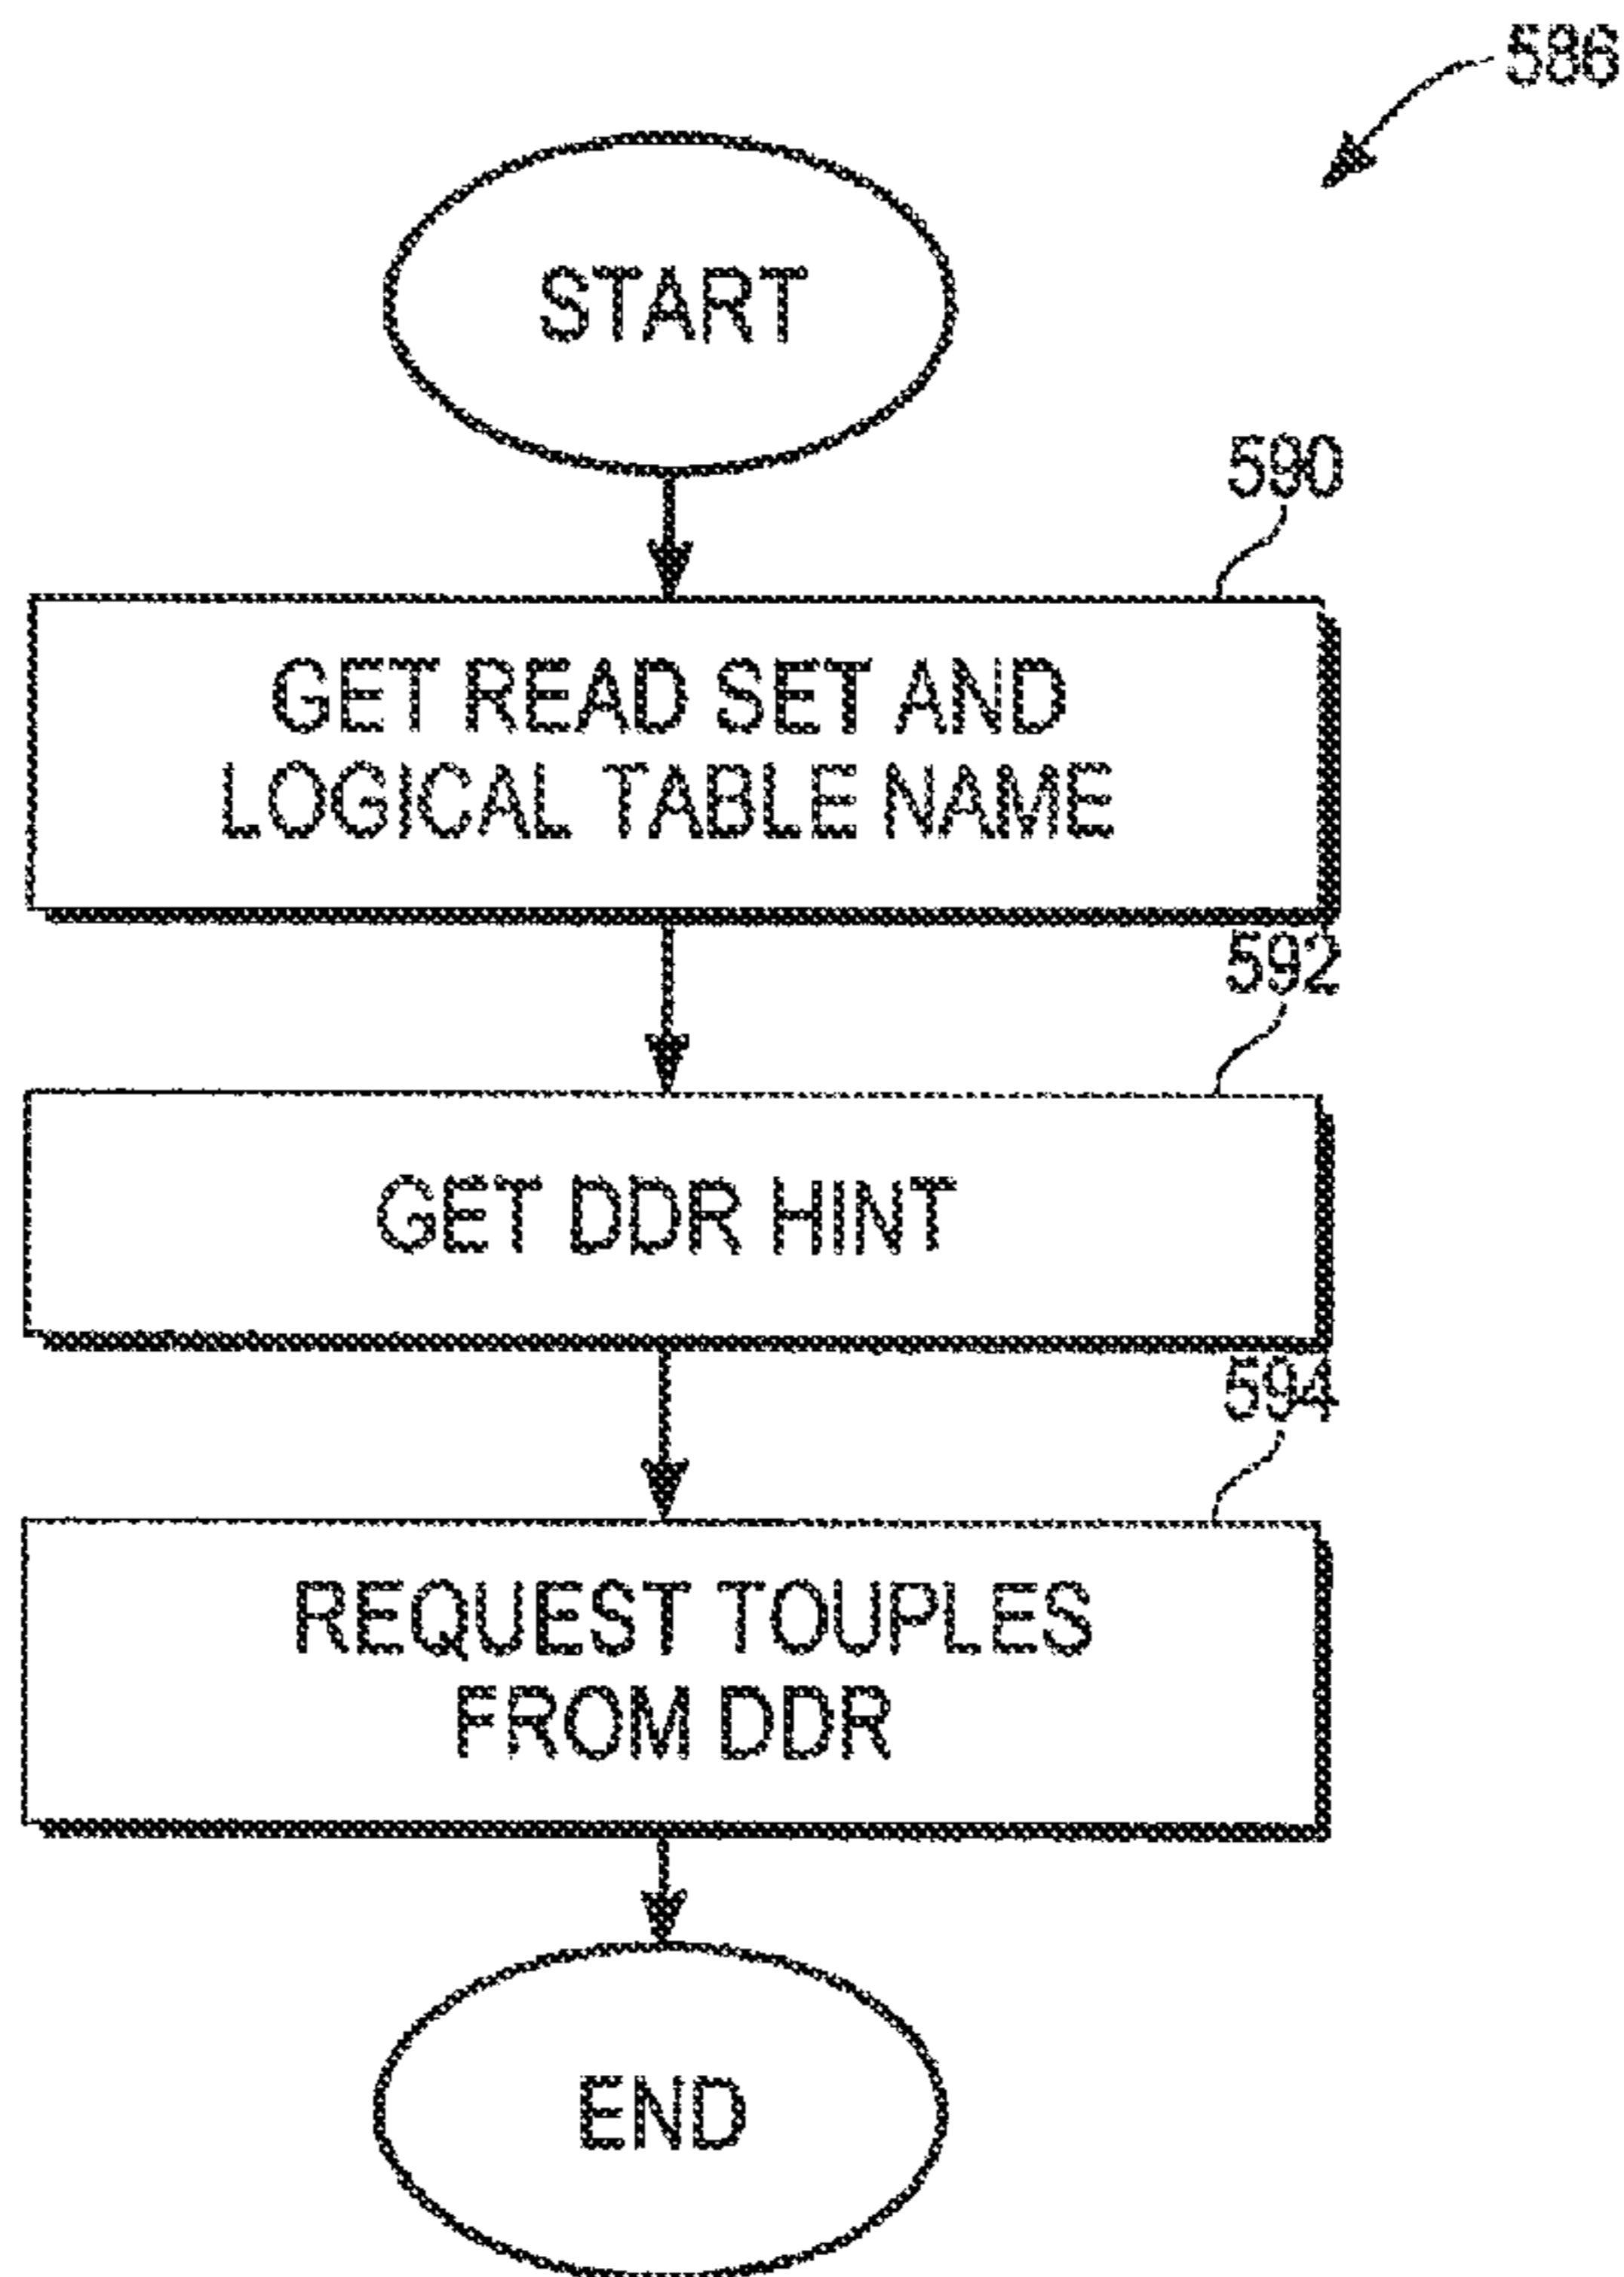 586
START
590
GET READ SET AND
LOGICAL TABLE NAME
592
GET DDR HINT
594
REQUEST TOUPLES
FROM DDR
END